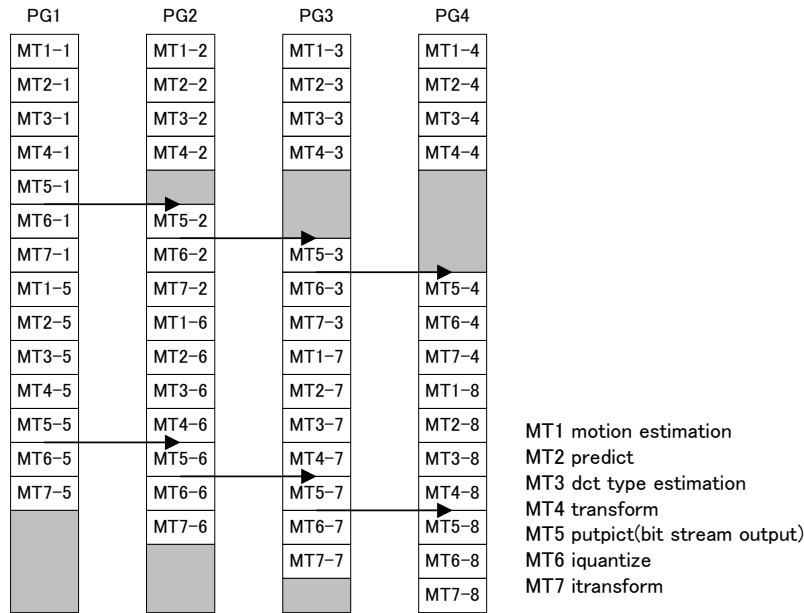 PG1 PG2 PG3 PG4
MT1-1 MT1-2 MT1-3 MT1-4
MT2-1 MT2-2 MT2-3 MT2-4
MT3-1 MT3-2 MT3-3 MT3-4
MT4-1 MT4-2 MT4-3 MT4-4
MT5-1
MT6-1 MT5-2
MT7-1 MT6-2 MT5-3
MT1-5 MT7-2 MT6-3 MT5-4
MT2-5 MT1-6 MT7-3 MT6-4
MT3-5 MT2-6 MT1-7 MT7-4
MT4-5 MT3-6 MT2-7 MT1-8
MT5-5 MT4-6 MT3-7 MT2-8
MT6-5 MT5-6 MT4-7 MT3-8
MT7-5 MT6-6 MT5-7 MT4-8
MT7-6 MT6-7 MT5-8
MT7-7 MT6-8
MT7-8
MT1 motion estimation
MT2 predict
MT3 dct type estimation
MT4 transform
MT5 putpict(bit stream output)
MT6 iquantize
MT7 itransform